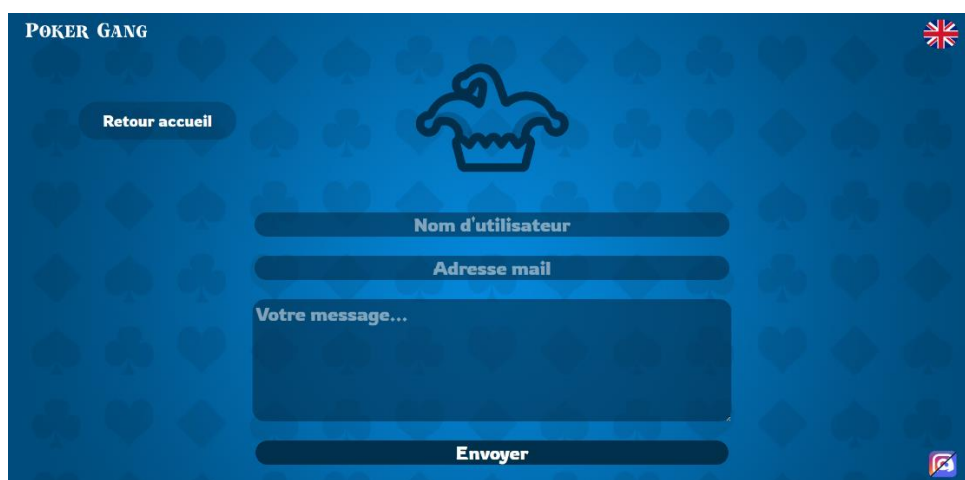 Poker Gang
Retour accueil
Nom d'utilisateur
Adresse mail
Votre message...
Envoyer